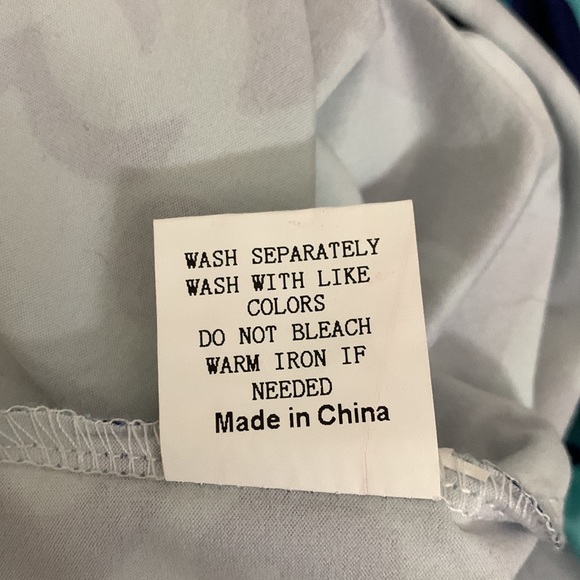 WASH SEPARATELY
WASH WITH LIKE
COLORS
DO NOT BLEACH
WARM IRON IF
NEEDED
Made in China